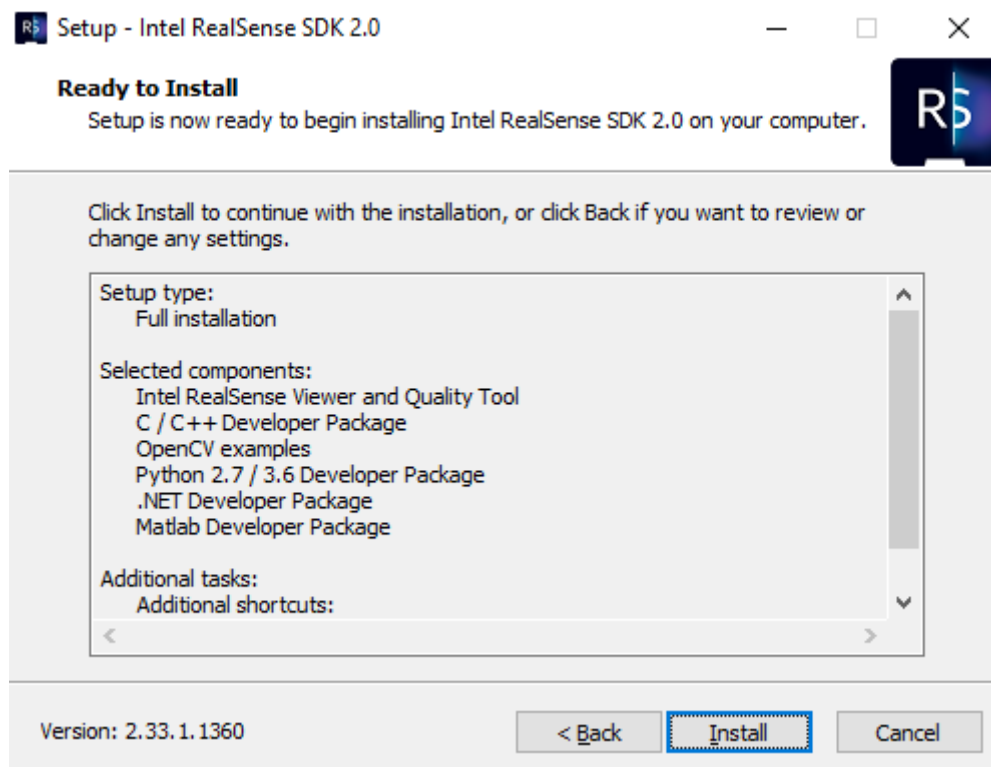 RS Setup - Intel RealSense SDK 2.0
Ready to Install
Setup is now ready to begin installing Intel RealSense SDK 2.0 on your computer.
RS
Click Install to continue with the installation, or click Back if you want to review or
change any settings.
Setup type:
Full installation
Selected components:
Intel RealSense Viewer and Quality Tool
C / C++ Developer Package
OpenCV examples
Python 2.7 / 3.6 Developer Package
.NET Developer Package
Matlab Developer Package
Additional tasks:
Additional shortcuts:
Version: 2.33.1.1360
< Back
Install
Cancel